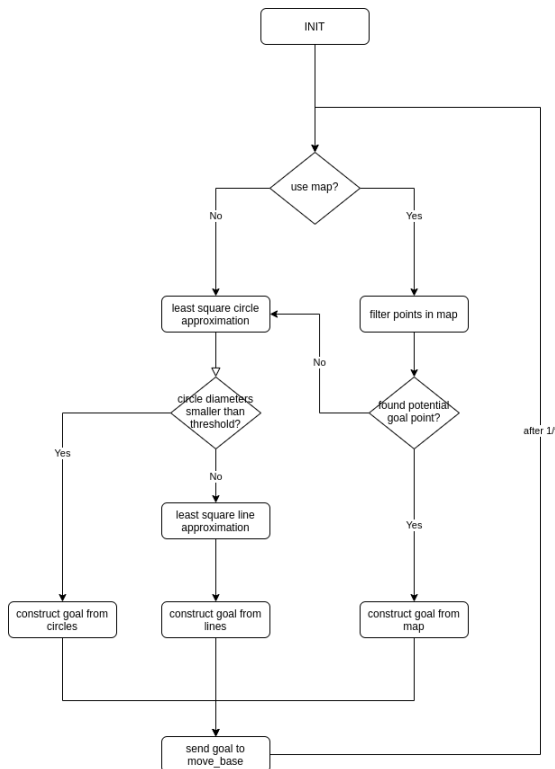 INIT
use map?
No
Yes
least square circle
approximation
filter points in map
No
circle diameters
smaller than
threshold?
found potential
goal point?
after 1/
Yes
No
least square line
approximation
Yes
construct goal from
circles
construct goal from
lines
construct goal from
map
send goal to
move_base